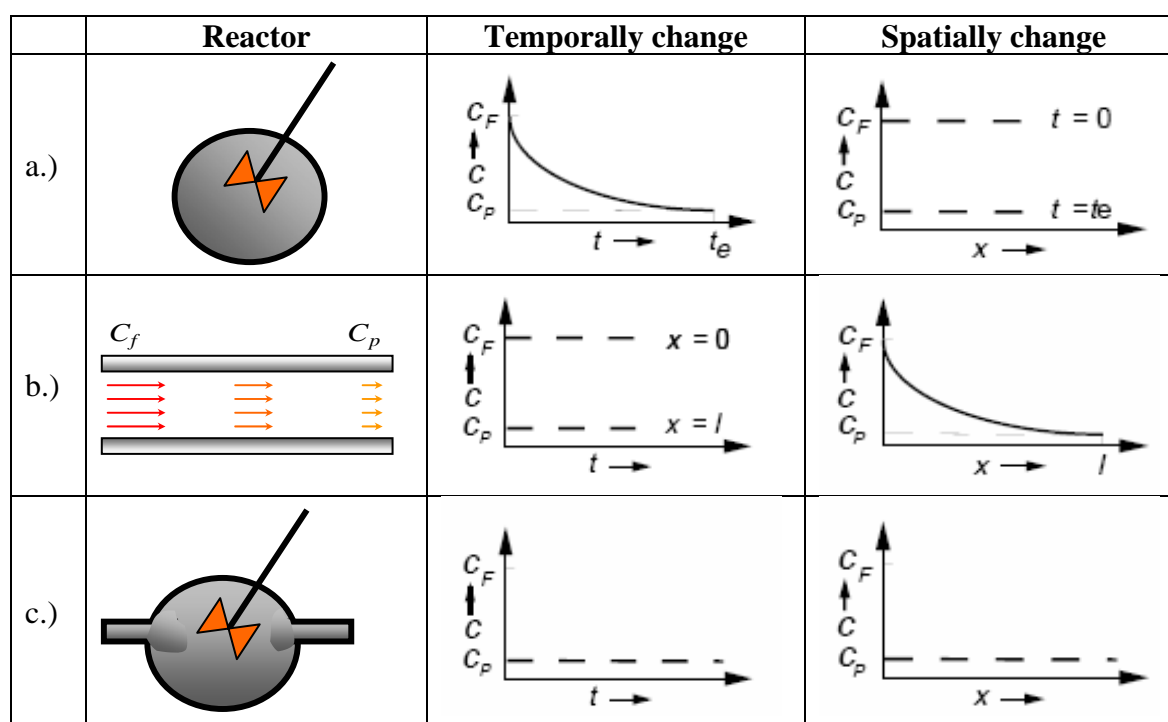 Reactor Temporally change Spatially change
a.)
C_F
C
C_P
t
t_e
C_F
C
C_P
t = 0
t = te
x
b.)
C_f C_p
C_F
C
C_P
x = 0
x = l
t
C_F
C
C_P
x
l
c.)
C_F
C
C_P
t
C_F
C
C_P
x